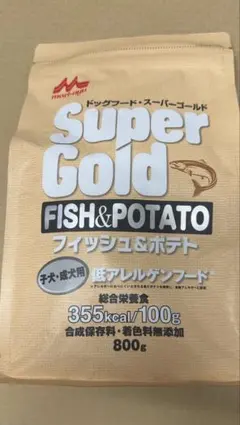 ドッグフード・スーパーゴールド
Super
Gold
FISH&POTATO
フィッシュ&ポテト
子犬・成犬用
低アレルゲンフード
総合栄養食
355kcal/100g
合成保存料・着色料無添加
800g